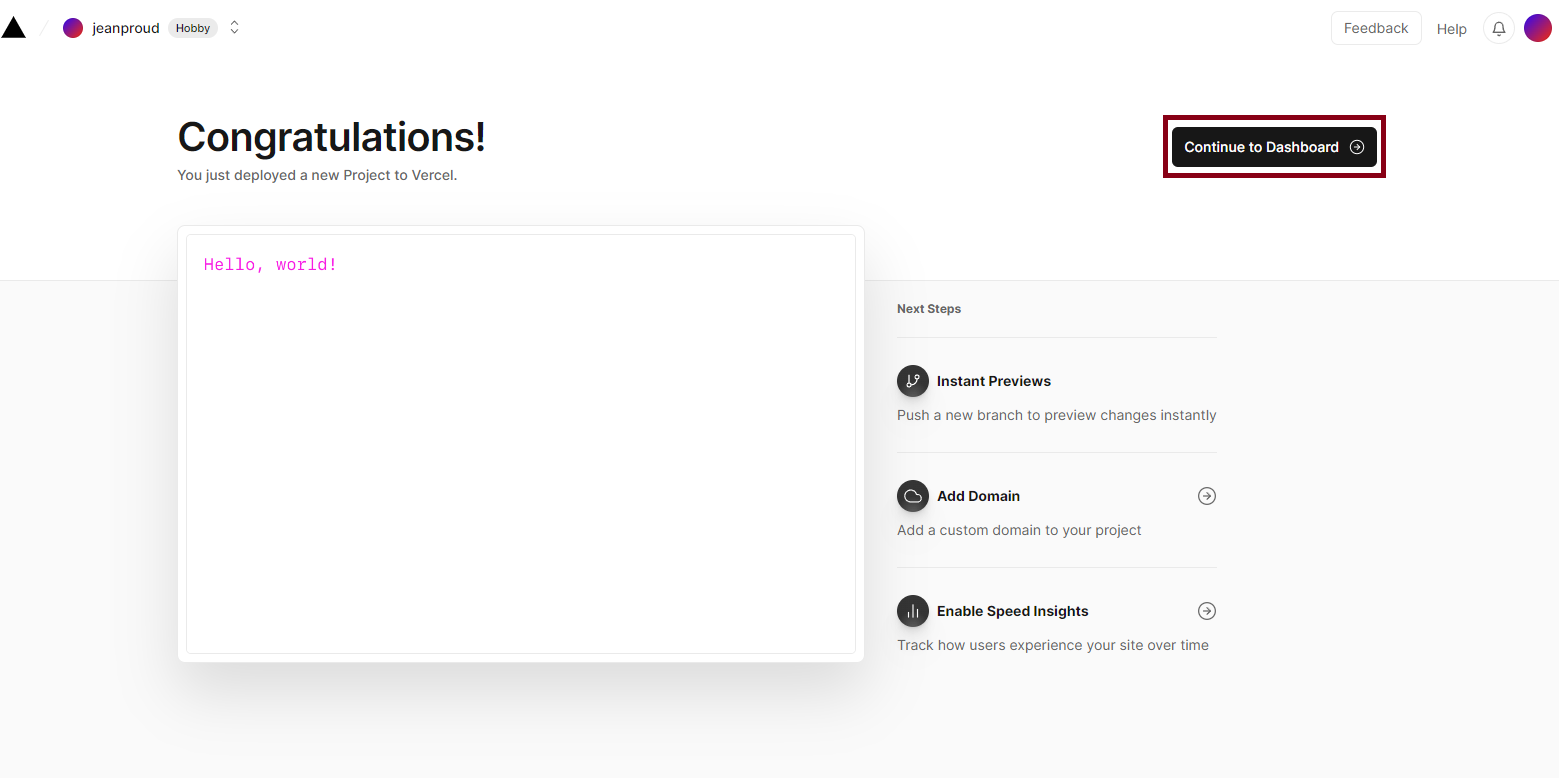 jeanproud Hobby
Feedback Help
Congratulations!
You just deployed a new Project to Vercel.
Continue to Dashboard
Hello, world!
Next Steps
Instant Previews
Push a new branch to preview changes instantly
Add Domain
Add a custom domain to your project
Enable Speed Insights
Track how users experience your site over time